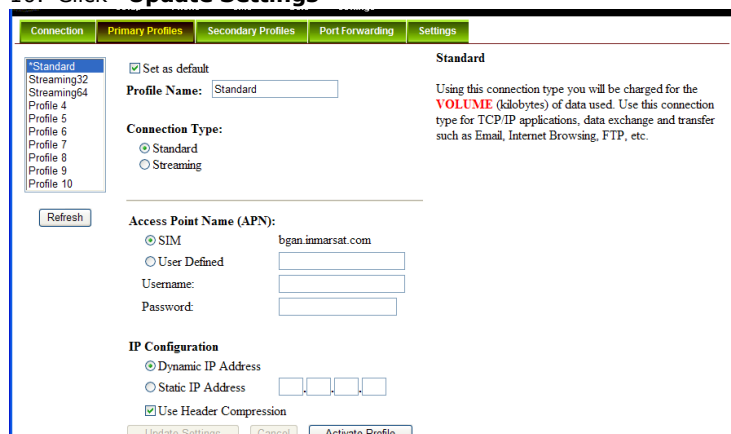 10. Click "Update Settings"
Connection Primary Profiles Secondary Profiles Port Forwarding Settings
*Standard
Streaming32
Streaming64
Profile 4
Profile 5
Profile 6
Profile 7
Profile 8
Profile 9
Profile 10
Refresh
Set as default
Profile Name: Standard
Connection Type:
Standard
Streaming
Access Point Name (APN):
SIM bgan.inmarsat.com
User Defined
Username:
Password:
IP Configuration
Dynamic IP Address
Static IP Address . . .
Use Header Compression
Update Settings Cancel Activate Profile
Standard
Using this connection type you will be charged for the
VOLUME (kilobytes) of data used. Use this connection
type for TCP/IP applications, data exchange and transfer
such as Email, Internet Browsing, FTP, etc.